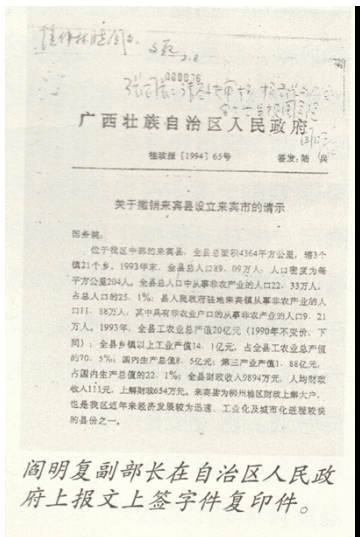 000076
广西壮族自治区人民政府
桂政报［1994］65号 签发：陆 兵
关于撤销来宾县设立来宾市的请示
国务院：
位于我区中部的来宾县，全县总面积4364平方公里，辖3个
镇21个乡。1993年末，全县总人口89．09万人，人口密度为每
平方公里204人。全县总人口中从事非农产业的人口22．33万人，
占总人口的25．1%；县人民政府驻地来宾镇从事非农产业的人
口11．88万人，其中具有非农业户口的从事非农产业的人口9．21
万人。1993年，全县工农业总产值20亿元（1990年不变价，下
同）；全县乡镇以上工业产值14．1亿元，占全县工农业总产值
的70．5%；国内生产总值8．5亿元；第三产业产值1．88亿元，
占国内生产总值的22．1%；全县财政收入9894万元，人均财政
收入111元，上解财政654万元。来宾县为柳州地区财政上解大户，
也是我区近年来经济发展较为迅速、工业化及城市化进程较快
的县份之一。
阎明复副部长在自治区人民政
府上报文上签字件复印件。